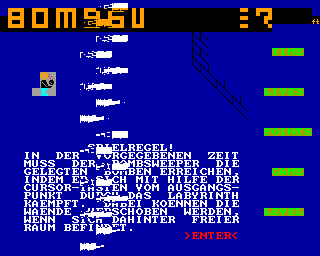 SPIELREGEL!
IN DER VORGEGEBENEN ZEIT
MUSS DER BOMBSWEEPER DIE
GELEGTEN BOMBEN ERREICHEN,
INDEM ER SICH MIT HILFE DER
CURSOR-TASTEN VOM AUSGANGS-
PUNKT DURCH DAS LABYRINTH
KAEMPFT. DABEI KOENNEN DIE
WAENDE VERSCHOBEN WERDEN,
WENN SICH DAHINTER FREIER
RAUM BEFINDET.
>ENTER<